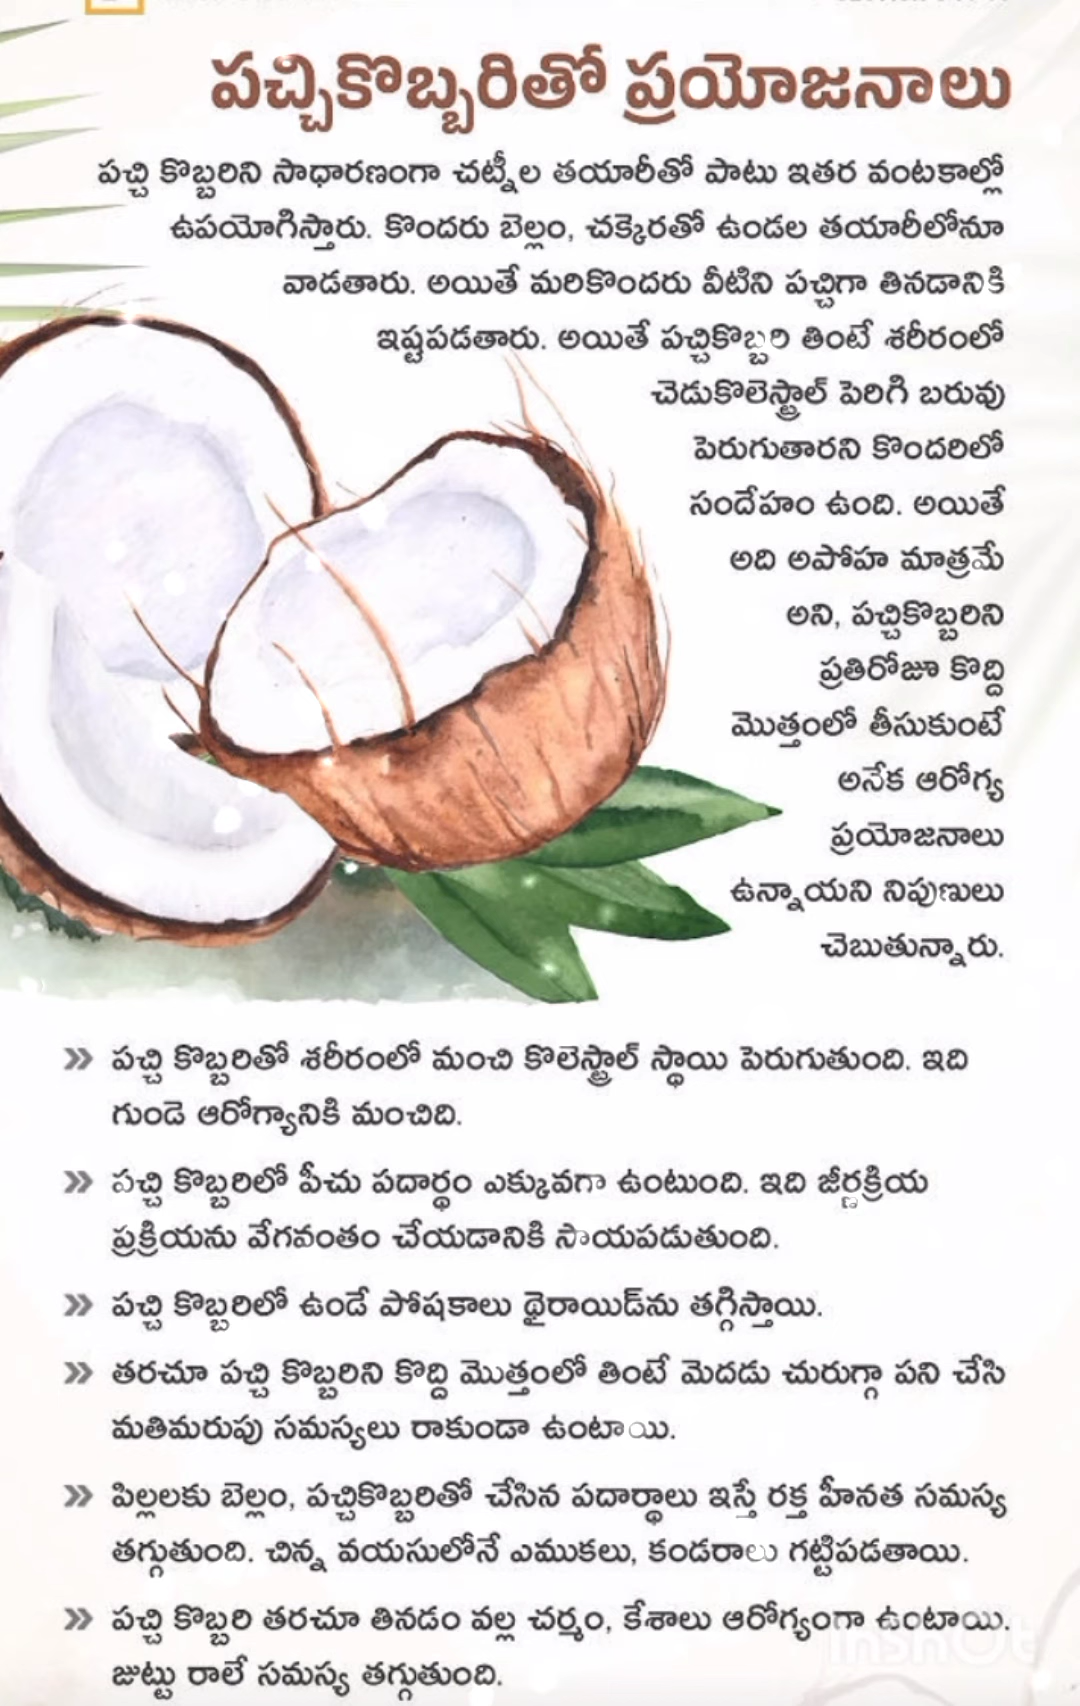 పచ్చికొబ్బరితో ప్రయోజనాలు
పచ్చి కొబ్బరిని సాధారణంగా చట్నీల తయారీతో పాటు ఇతర వంటకాల్లో
ఉపయోగిస్తారు. కొందరు బెల్లం, చక్కెరతో ఉండల తయారీలోనూ
వాడతారు. అయితే మరికొందరు వీటిని పచ్చిగా తినడానికి
ఇష్టపడతారు. అయితే పచ్చికొబ్బరి తింటే శరీరంలో
చెడుకొలెస్ట్రాల్ పెరిగి బరువు
పెరుగుతారని కొందరిలో
సందేహం ఉంది. అయితే
అది అపోహ మాత్రమే
అని, పచ్చికొబ్బరిని
ప్రతిరోజూ కొద్ది
మొత్తంలో తీసుకుంటే
అనేక ఆరోగ్య
ప్రయోజనాలు
ఉన్నాయని నిపుణులు
చెబుతున్నారు.
» పచ్చి కొబ్బరితో శరీరంలో మంచి కొలెస్ట్రాల్ స్థాయి పెరుగుతుంది. ఇది
గుండె ఆరోగ్యానికి మంచిది.
» పచ్చి కొబ్బరిలో పీచు పదార్థం ఎక్కువగా ఉంటుంది. ఇది జీర్ణక్రియ
ప్రక్రియను వేగవంతం చేయడానికి సాయపడుతుంది.
» పచ్చి కొబ్బరిలో ఉండే పోషకాలు థైరాయిడ్‌ను తగ్గిస్తాయి.
» తరచూ పచ్చి కొబ్బరిని కొద్ది మొత్తంలో తింటే మెదడు చురుగ్గా పని చేసి
మతిమరుపు సమస్యలు రాకుండా ఉంటాయి.
» పిల్లలకు బెల్లం, పచ్చికొబ్బరితో చేసిన పదార్థాలు ఇస్తే రక్త హీనత సమస్య
తగ్గుతుంది. చిన్న వయసులోనే ఎముకలు, కండరాలు గట్టిపడతాయి.
» పచ్చి కొబ్బరి తరచూ తినడం వల్ల చర్మం, కేశాలు ఆరోగ్యంగా ఉంటాయి.
జుట్టు రాలే సమస్య తగ్గుతుంది.
InShOt